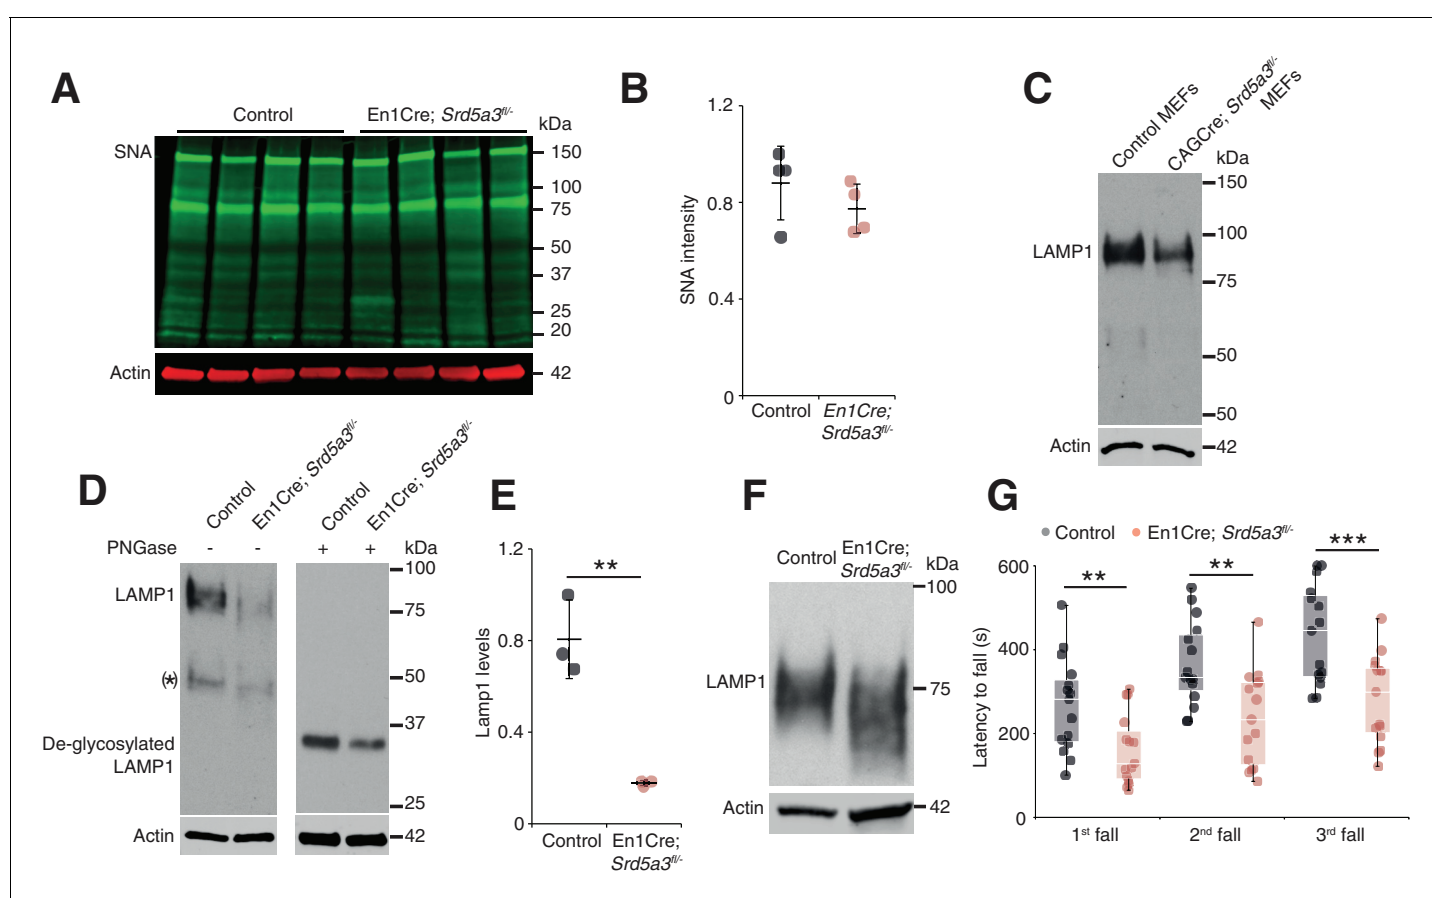 A
Control
En1Cre; Srd5a3fl/-
kDa
SNA
150
100
75
50
37
25
20
Actin
42
B
1.2
0.8
0.4
0
SNA intensity
Control
En1Cre;
Srd5a3fl/-
C
Control MEFs
CAGCre; Srd5a3fl/-
MEFs
kDa
150
100
LAMP1
75
50
50
Actin
42
D
Control
En1Cre; Srd5a3fl/-
Control
En1Cre; Srd5a3fl/-
PNGase - - + + kDa
100
LAMP1
75
(*)
50
37
De-glycosylated
LAMP1
25
Actin
42
E
1.2
0.8
0.4
0
Lamp1 levels
**
Control
En1Cre;
Srd5a3fl/-
F
Control
En1Cre;
Srd5a3fl/-
kDa
100
LAMP1
75
Actin
42
G
Control
En1Cre; Srd5a3fl/-
600
400
200
0
Latency to fall (s)
**
**
***
1st fall
2nd fall
3rd fall